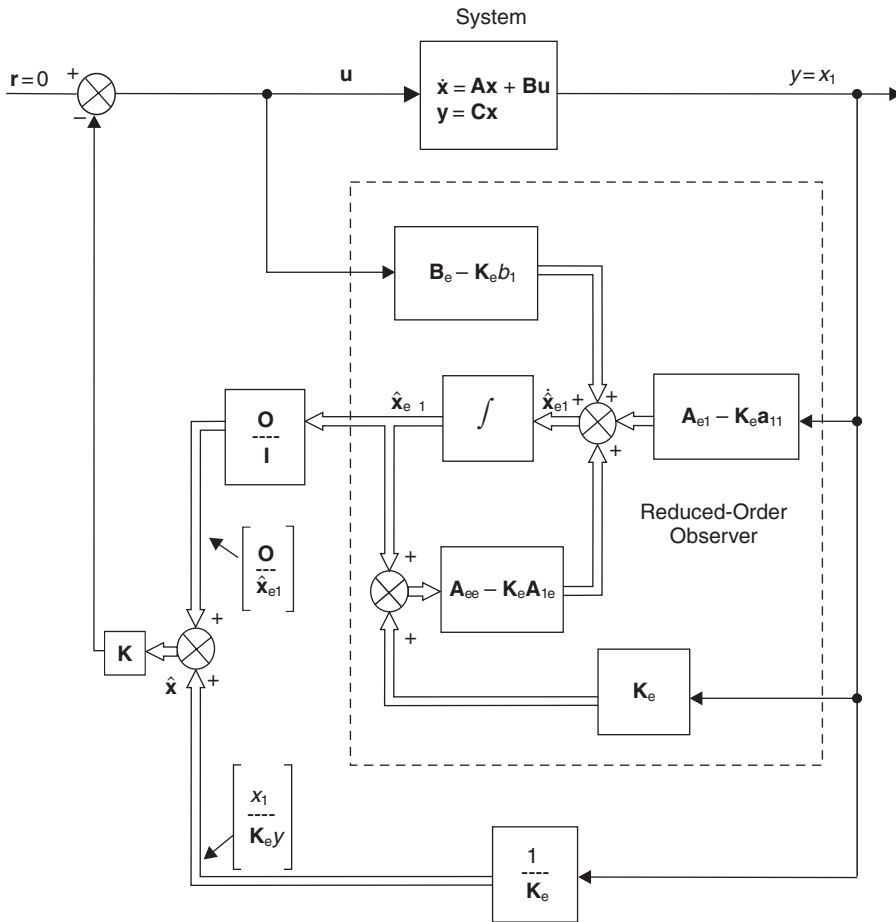 System
r = 0
+
−
u
ẋ = Ax + Bu
y = Cx
y = x₁
Bₑ – Kₑb₁
x̂ₑ ₁
∫
x̂̇ₑ₁
+
+
+
+
Aₑ₁ – Kₑa₁₁
O
----
I
Reduced-Order
Observer
O
---
x̂ₑ₁
+
Aₑₑ – KₑA₁ₑ
+
+
K
x̂
+
Kₑ
x₁
----
Kₑy
1
----
Kₑ